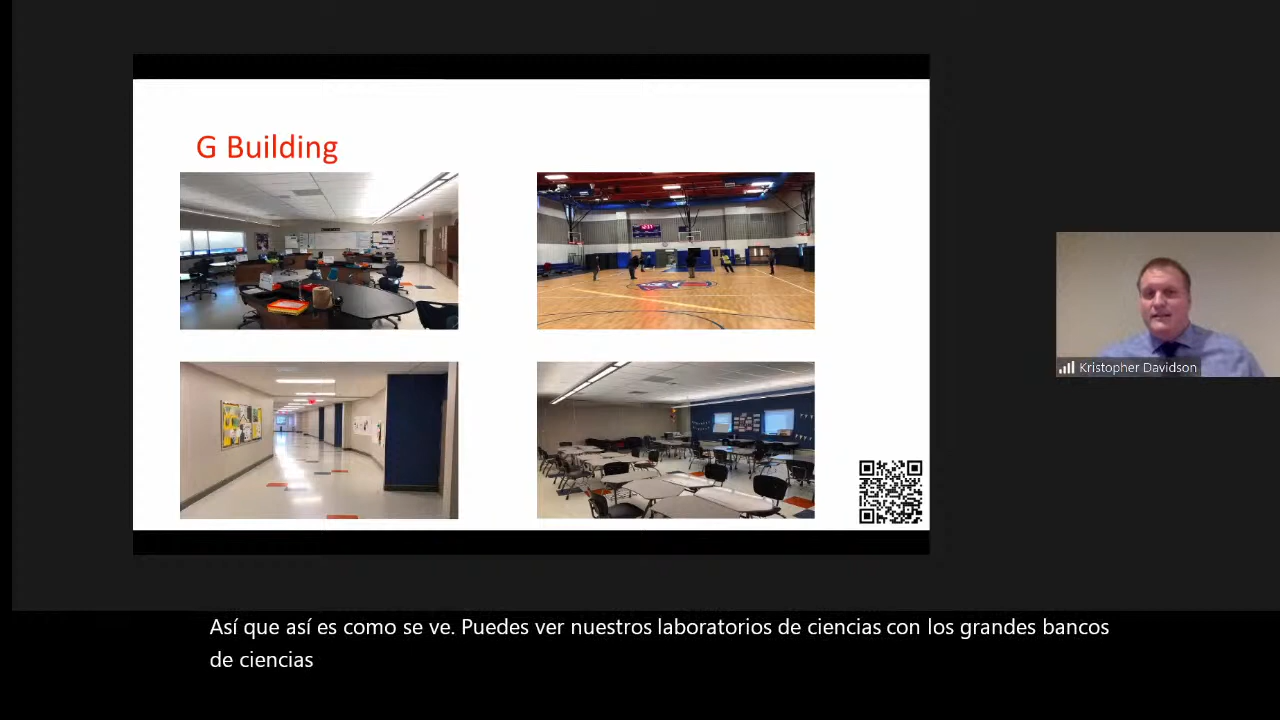 G Building
Kristopher Davidson
Así que así es como se ve. Puedes ver nuestros laboratorios de ciencias con los grandes bancos
de ciencias